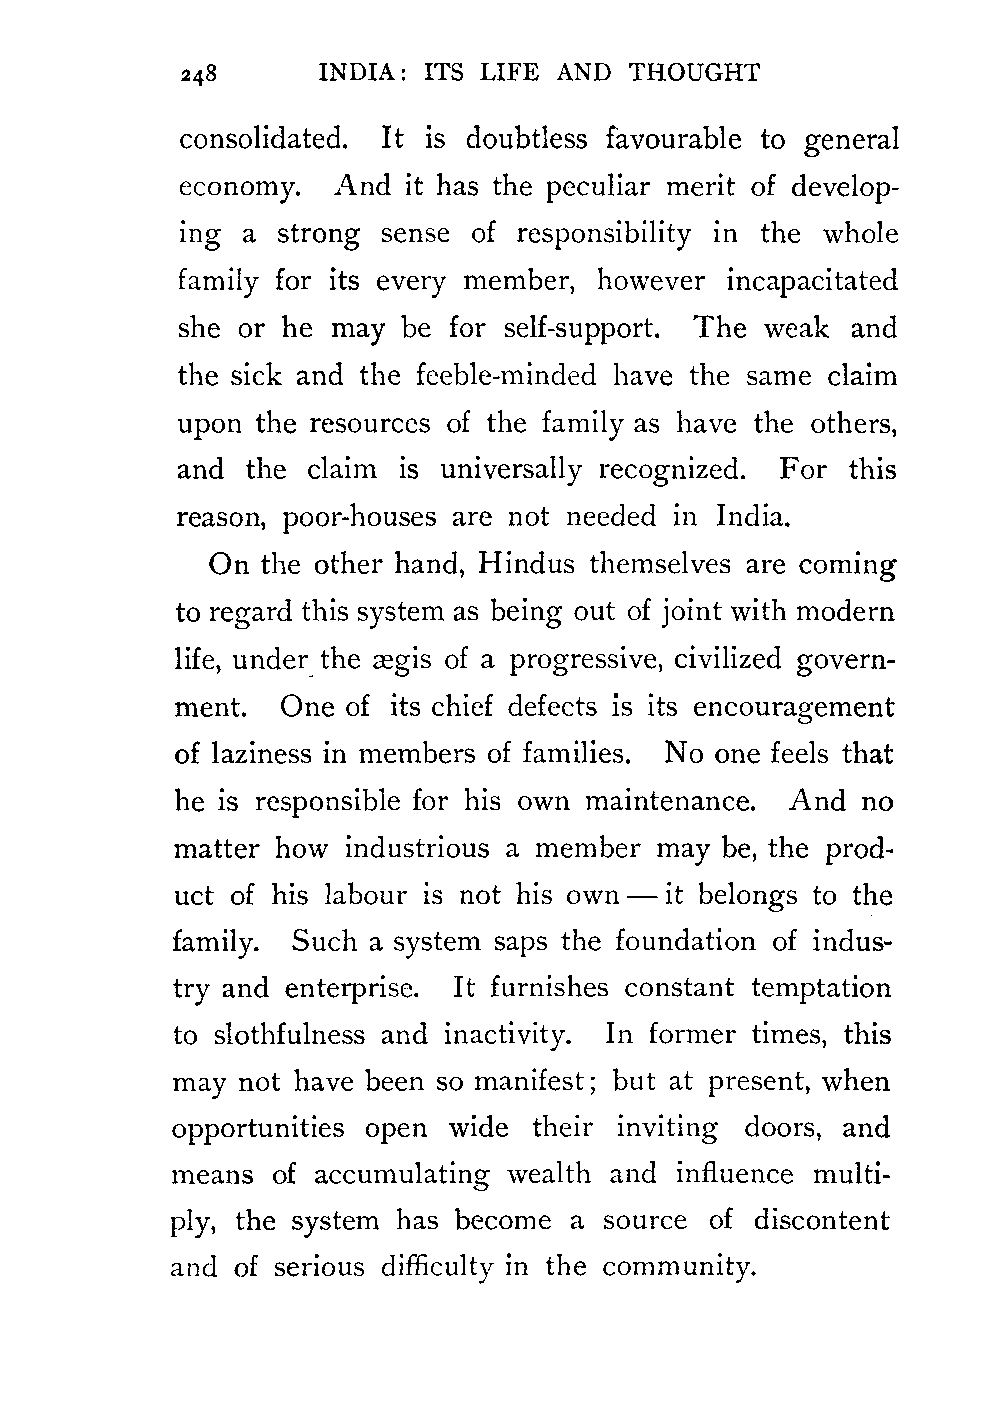 248 INDIA: ITS LIFE AND THOUGHT
consolidated. It is doubtless favourable to general
economy. And it has the peculiar merit of develop-
ing a strong sense of responsibility in the whole
family for its every member, however incapacitated
she or he may be for self-support. The weak and
the sick and the feeble-minded have the same claim
upon the resources of the family as have the others,
and the claim is universally recognized. For this
reason, poor-houses are not needed in India.
On the other hand, Hindus themselves are coming
to regard this system as being out of joint with modern
life, under the ægis of a progressive, civilized govern-
ment. One of its chief defects is its encouragement
of laziness in members of families. No one feels that
he is responsible for his own maintenance. And no
matter how industrious a member may be, the prod-
uct of his labour is not his own — it belongs to the
family. Such a system saps the foundation of indus-
try and enterprise. It furnishes constant temptation
to slothfulness and inactivity. In former times, this
may not have been so manifest; but at present, when
opportunities open wide their inviting doors, and
means of accumulating wealth and influence multi-
ply, the system has become a source of discontent
and of serious difficulty in the community.